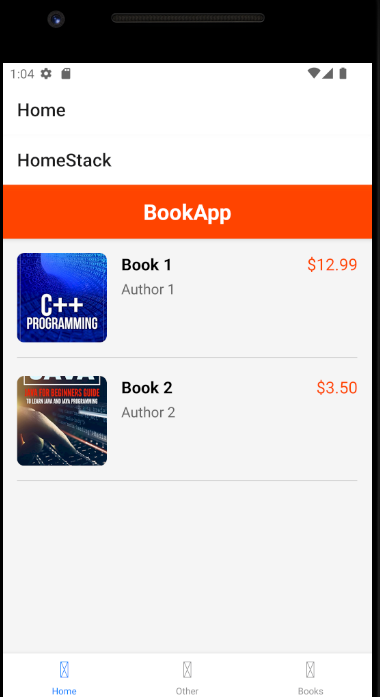 1:04
Home
HomeStack
BookApp
C++
PROGRAMMING
Book 1
$12.99
Author 1
FOR BEGINNERS GUIDE
TO LEARN JAVA AND JAVA PROGRAMMING
Book 2
$3.50
Author 2
Home
Other
Books